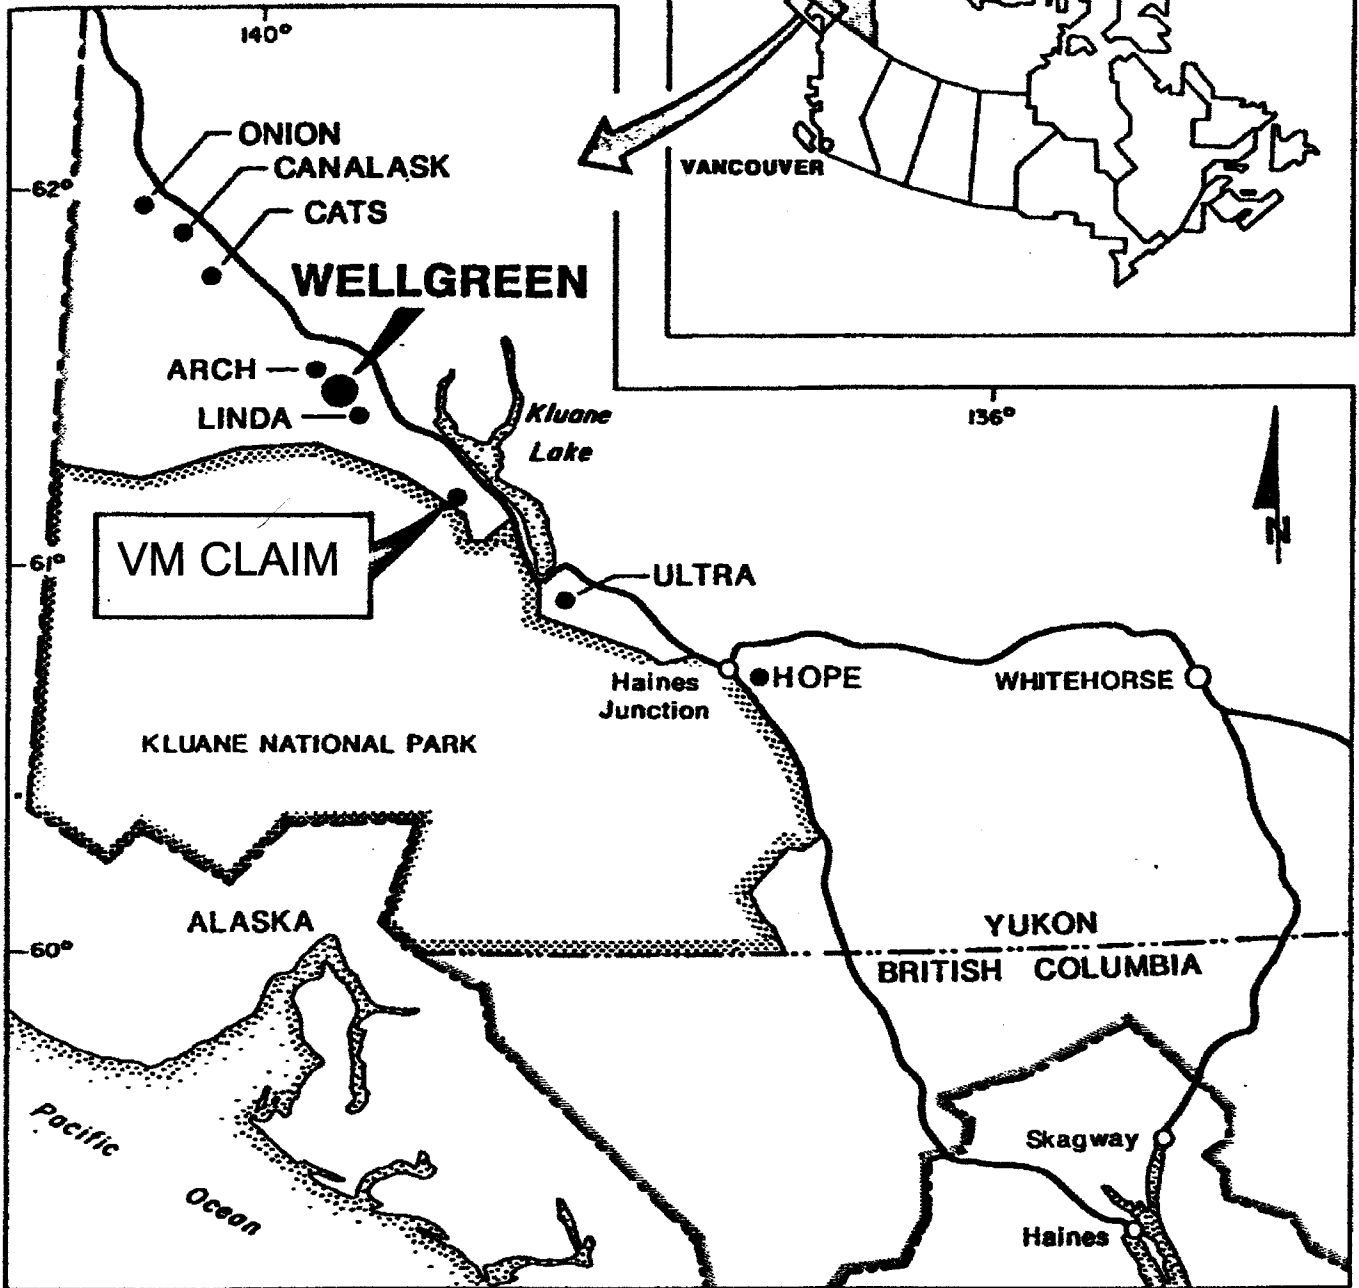 140°
ONION
CANALASK
VANCOUVER
62°
CATS
WELLGREEN
ARCH
LINDA
Kluane
Lake
136°
N
VM CLAIM
61°
ULTRA
Haines
Junction
HOPE
WHITEHORSE
KLUANE NATIONAL PARK
ALASKA
YUKON
60°
BRITISH COLUMBIA
Pacific
Ocean
Skagway
Haines